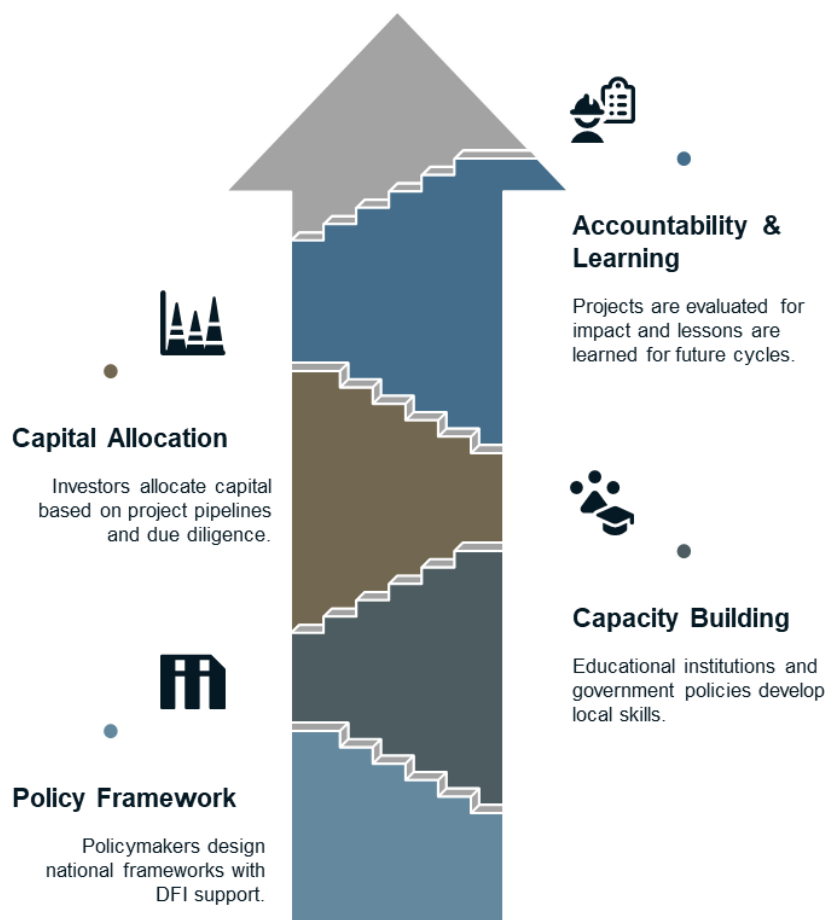 Accountability &
Learning
Projects are evaluated for
impact and lessons are
learned for future cycles.
Capital Allocation
Investors allocate capital
based on project pipelines
and due diligence.
Capacity Building
Educational institutions and
government policies develop
local skills.
Policy Framework
Policymakers design
national frameworks with
DFI support.